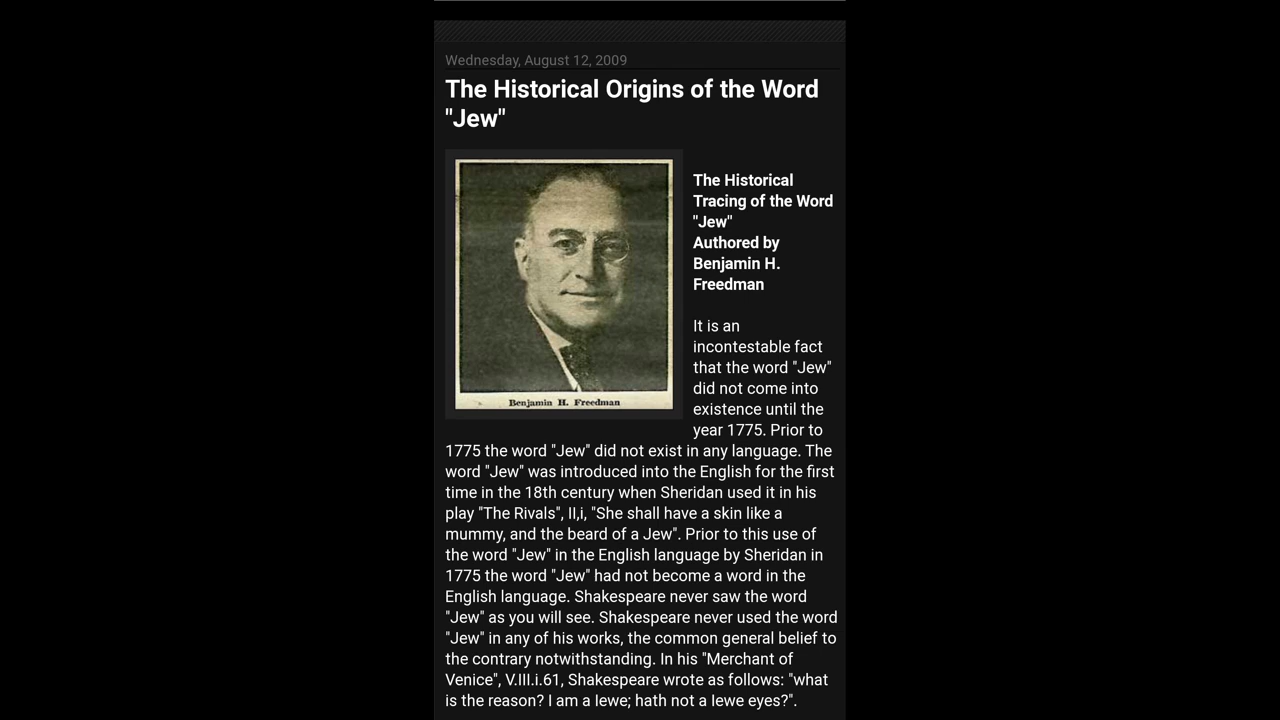 Wednesday, August 12, 2009
The Historical Origins of the Word
"Jew"
Benjamin H. Freedman
The Historical
Tracing of the Word
"Jew"
Authored by
Benjamin H.
Freedman
It is an
incontestable fact
that the word "Jew"
did not come into
existence until the
year 1775. Prior to
1775 the word "Jew" did not exist in any language. The
word "Jew" was introduced into the English for the first
time in the 18th century when Sheridan used it in his
play "The Rivals", II,i, "She shall have a skin like a
mummy, and the beard of a Jew". Prior to this use of
the word "Jew" in the English language by Sheridan in
1775 the word "Jew" had not become a word in the
English language. Shakespeare never saw the word
"Jew" as you will see. Shakespeare never used the word
"Jew" in any of his works, the common general belief to
the contrary notwithstanding. In his "Merchant of
Venice", V.III.i.61, Shakespeare wrote as follows: "what
is the reason? I am a Iewe; hath not a Iewe eyes?".